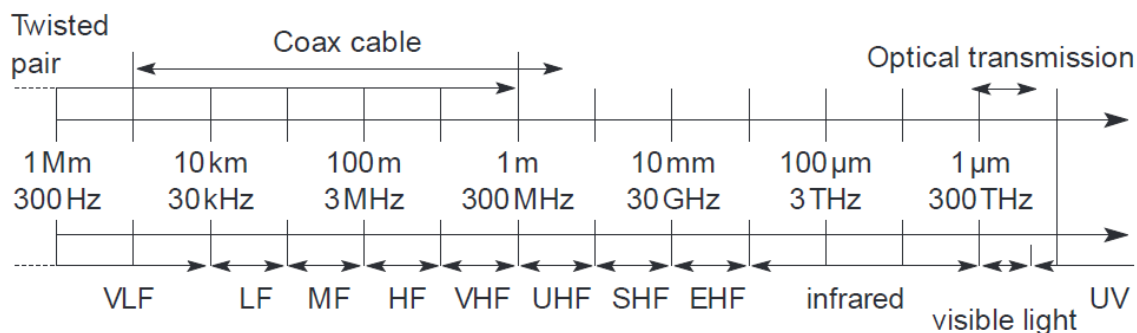 Twisted
pair
Coax cable
Optical transmission
1 Mm 10 km 100 m 1 m 10 mm 100 µm 1 µm
300 Hz 30 kHz 3 MHz 300 MHz 30 GHz 3 THz 300 THz
VLF LF MF HF VHF UHF SHF EHF infrared UV
visible light